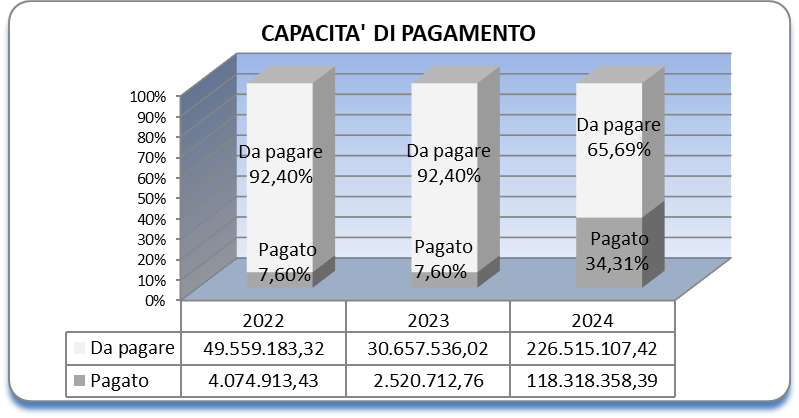 CAPACITA' DI PAGAMENTO
100%
90%
80%
70%
60%
50%
40%
30%
20%
10%
0%
Da pagare
92,40%
Pagato
7,60%
Da pagare
92,40%
Pagato
7,60%
Da pagare
65,69%
Pagato
34,31%
2022 2023 2024
Da pagare 49.559.183,32 30.657.536,02 226.515.107,42
Pagato 4.074.913,43 2.520.712,76 118.318.358,39